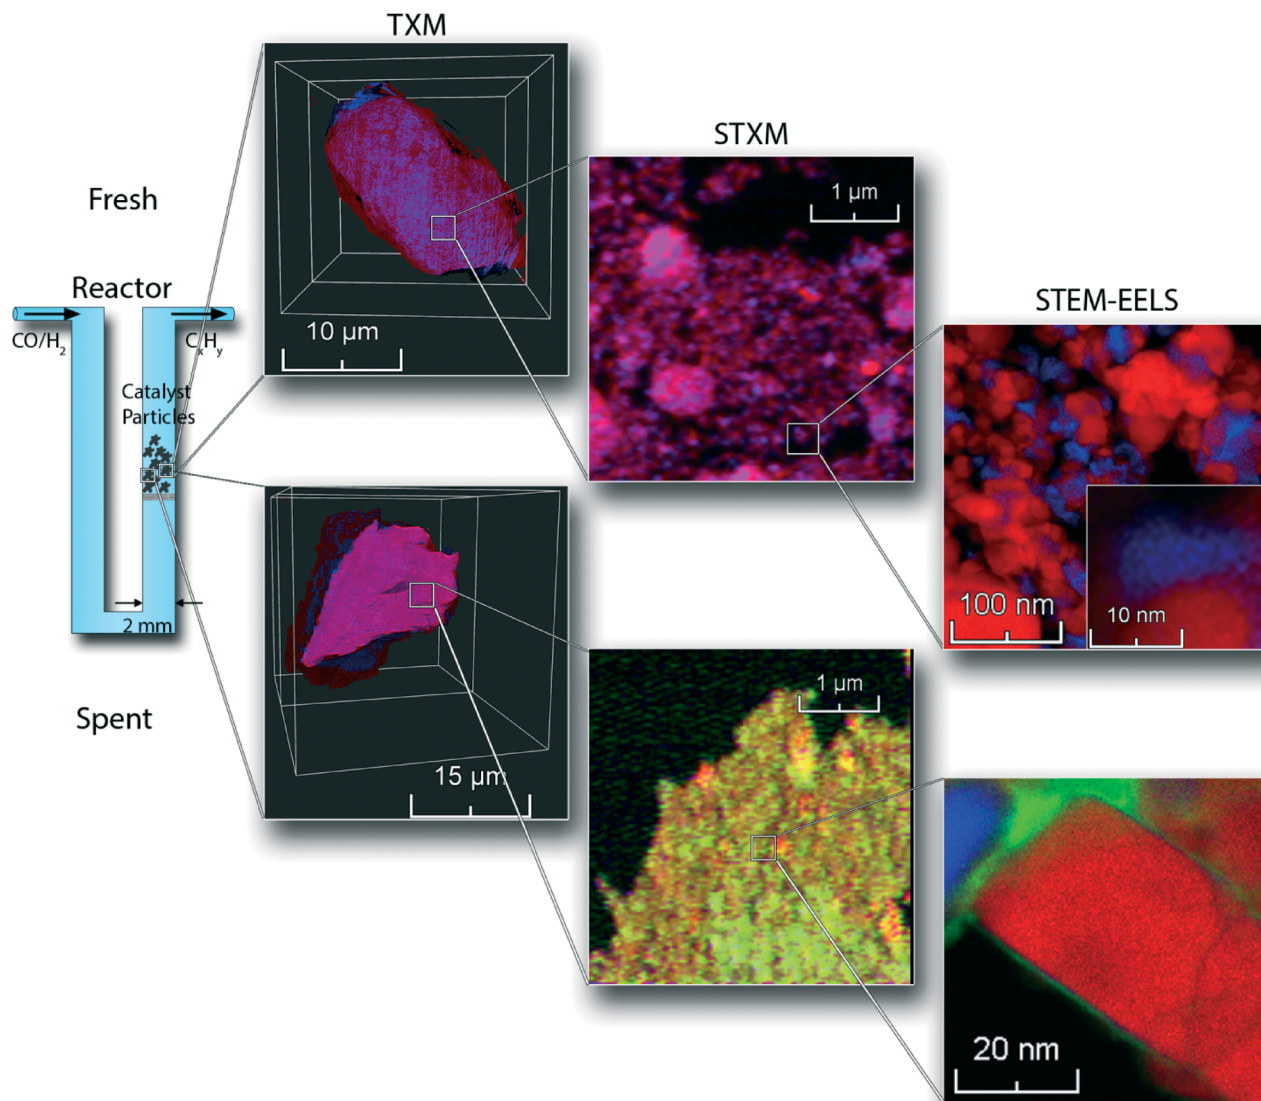 TXM
STXM
STEM-EELS
Fresh
Reactor
CO/H₂
CₓHᵧ
Catalyst
Particles
2 mm
Spent
10 µm
1 µm
100 nm
10 nm
15 µm
1 µm
20 nm